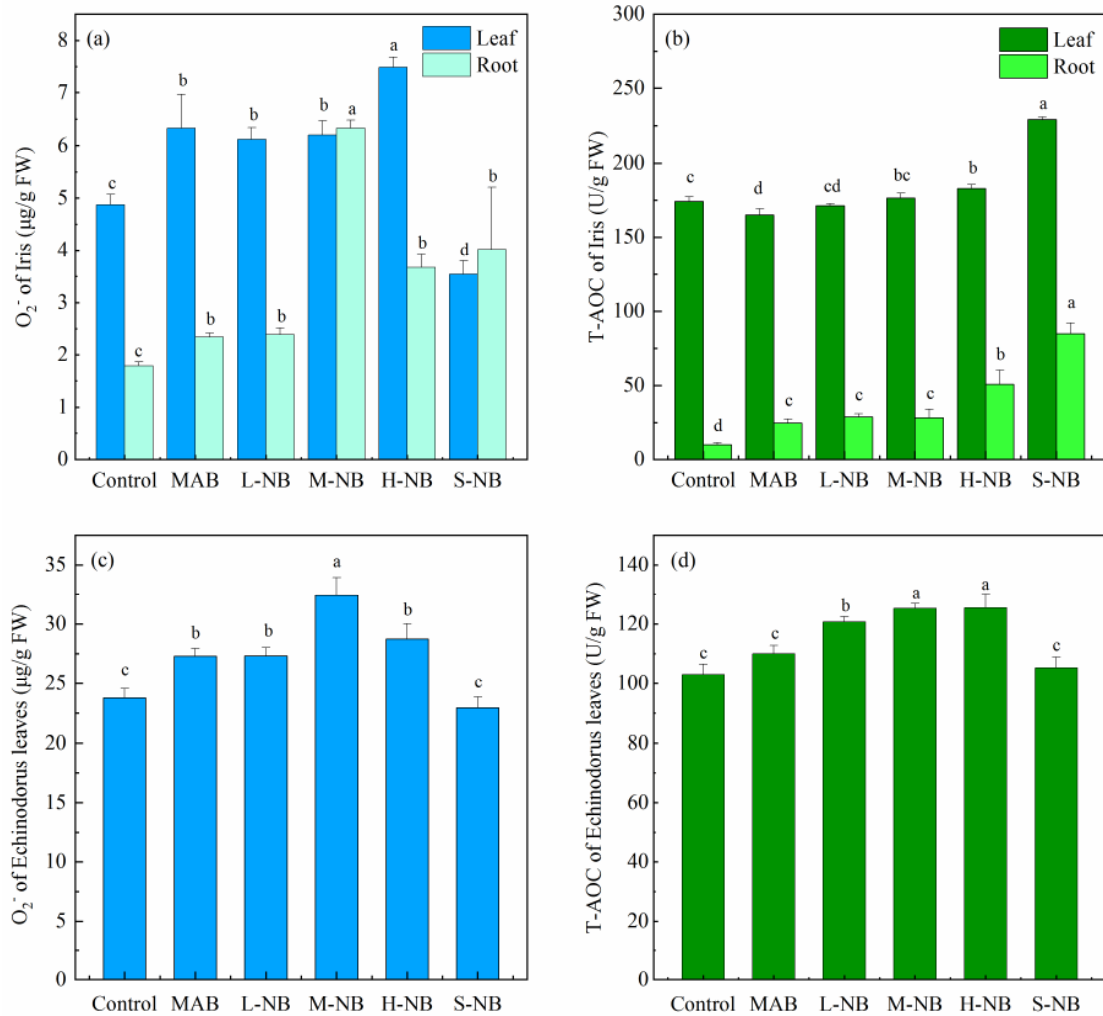 (a)
Leaf
Root
O₂⁻ of Iris (μg/g FW)
8
7
6
5
4
3
2
1
0
c
c
b
b
b
b
b
a
a
b
d
b
Control MAB L-NB M-NB H-NB S-NB
(b)
Leaf
Root
T-AOC of Iris (U/g FW)
300
250
200
150
100
50
0
c
d
d
c
cd
c
bc
c
b
b
a
a
Control MAB L-NB M-NB H-NB S-NB
(c)
O₂⁻ of Echinodorus leaves (μg/g FW)
35
30
25
20
15
10
5
0
c
b
b
a
b
c
Control MAB L-NB M-NB H-NB S-NB
(d)
T-AOC of Echinodorus leaves (U/g FW)
140
120
100
80
60
40
20
0
c
c
b
a
a
c
Control MAB L-NB M-NB H-NB S-NB